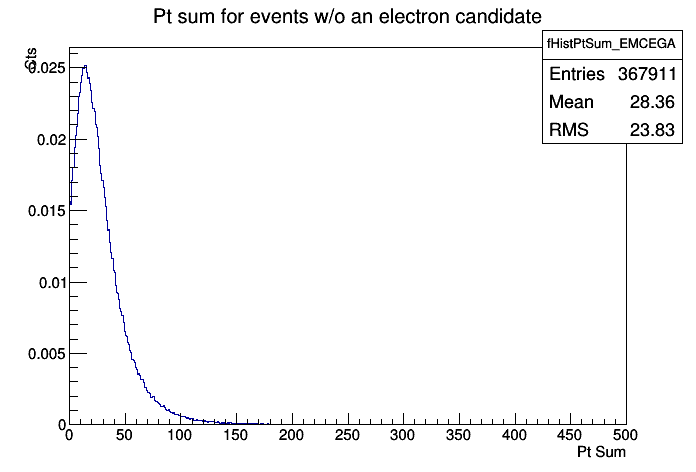 Pt sum for events w/o an electron candidate
fHistPtSum_EMCEGA
Entries 367911
Mean 28.36
RMS 23.83
Cts
0.025
0.02
0.015
0.01
0.005
0
0 50 100 150 200 250 300 350 400 450 500
Pt Sum